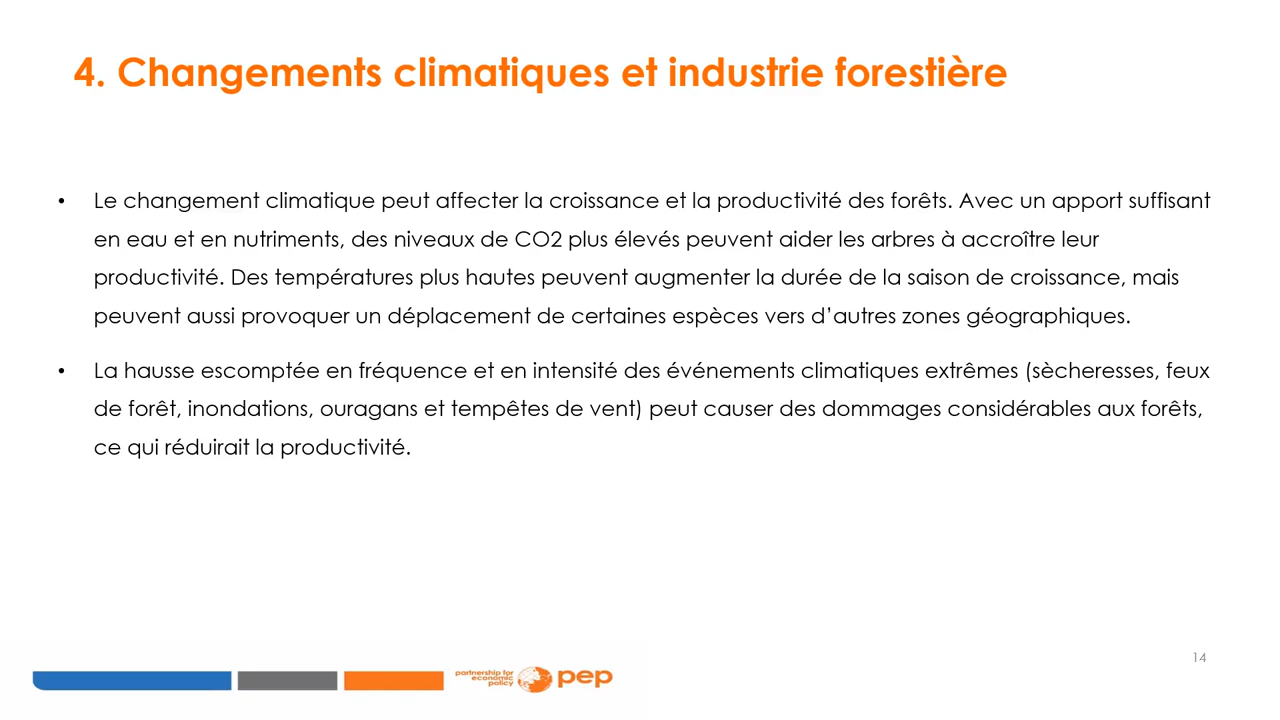 4. Changements climatiques et industrie forestière
• Le changement climatique peut affecter la croissance et la productivité des forêts. Avec un apport suffisant
en eau et en nutriments, des niveaux de CO2 plus élevés peuvent aider les arbres à accroître leur
productivité. Des températures plus hautes peuvent augmenter la durée de la saison de croissance, mais
peuvent aussi provoquer un déplacement de certaines espèces vers d’autres zones géographiques.
• La hausse escomptée en fréquence et en intensité des événements climatiques extrêmes (sècheresses, feux
de forêt, inondations, ouragans et tempêtes de vent) peut causer des dommages considérables aux forêts,
ce qui réduirait la productivité.
14
partnership for
economic
policy
pep